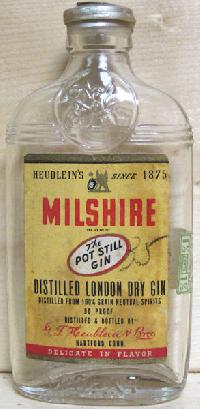 HEUBLEIN'S SINCE 1875
MILSHIRE
The
POT STILL
GIN
DISTILLED LONDON DRY GIN
DISTILLED FROM 100% GRAIN NEUTRAL SPIRITS
90 PROOF
DISTILLED & BOTTLED BY
G. F. Heublein & Bro.
HARTFORD, CONN.
DELICATE IN FLAVOR